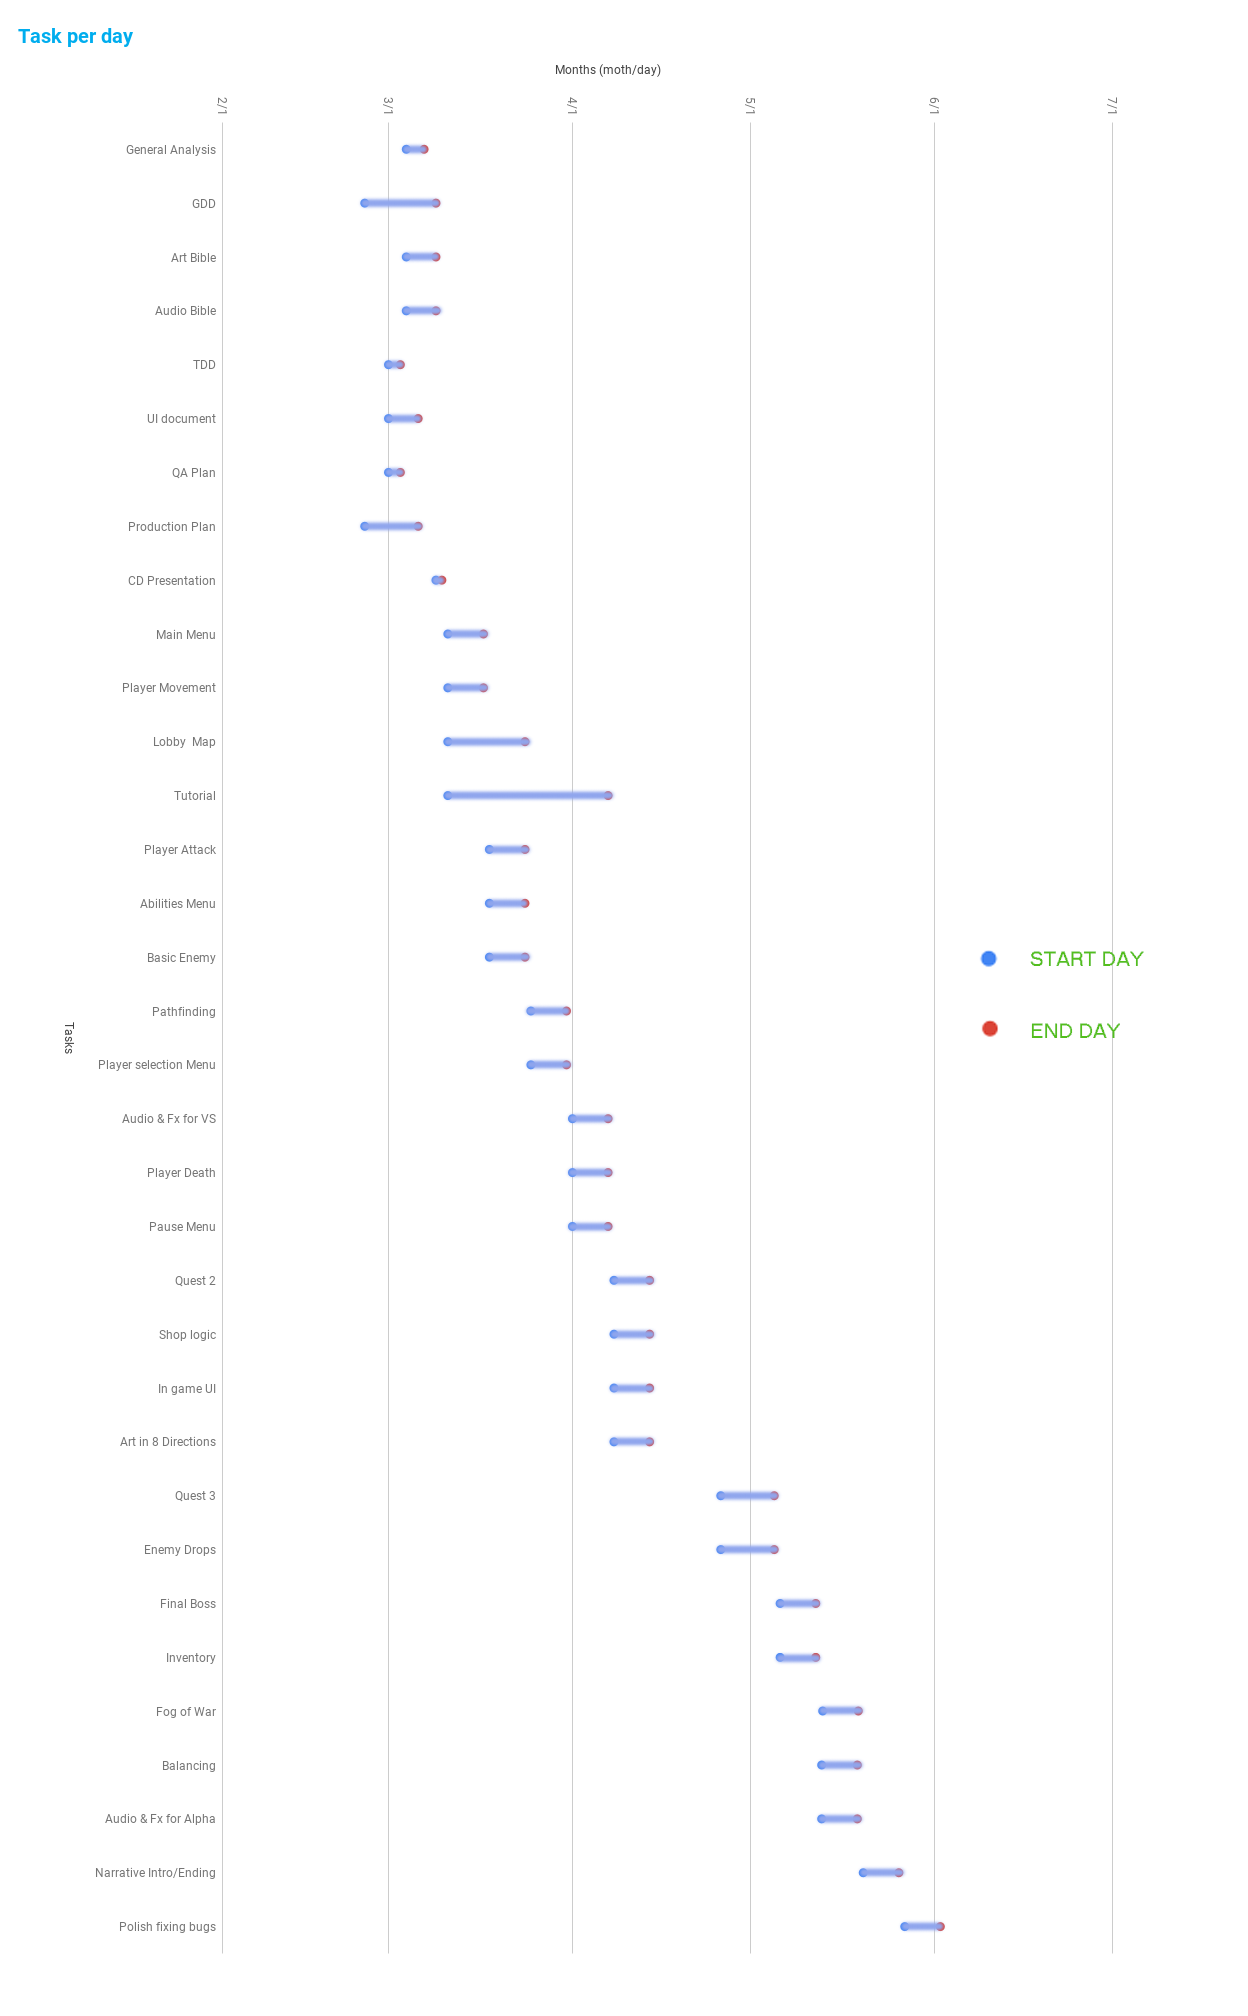 Task per day
Months (moth/day)
2/1
3/1
4/1
5/1
6/1
7/1
General Analysis
GDD
Art Bible
Audio Bible
TDD
UI document
QA Plan
Production Plan
CD Presentation
Main Menu
Player Movement
Lobby  Map
Tutorial
Player Attack
Abilities Menu
Basic Enemy
START DAY
Pathfinding
END DAY
Tasks
Player selection Menu
Audio & Fx for VS
Player Death
Pause Menu
Quest 2
Shop logic
In game UI
Art in 8 Directions
Quest 3
Enemy Drops
Final Boss
Inventory
Fog of War
Balancing
Audio & Fx for Alpha
Narrative Intro/Ending
Polish fixing bugs